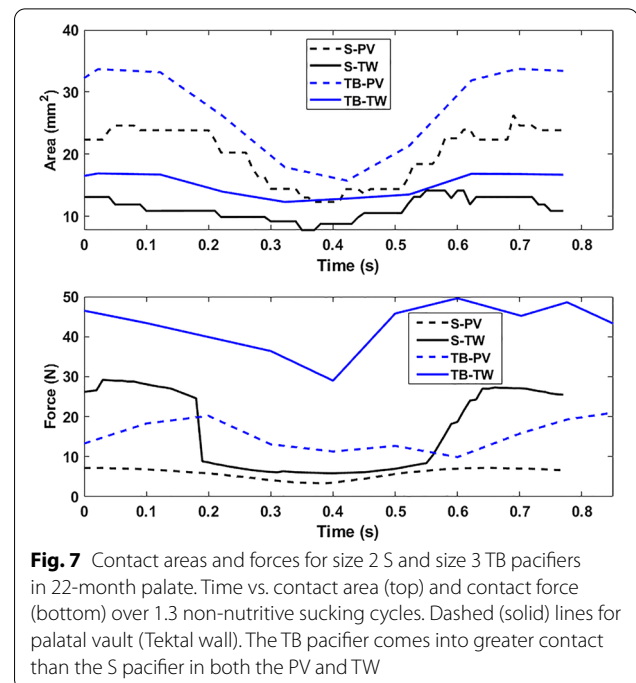 40
30
20
10
Area (mm²)
S-PV
S-TW
TB-PV
TB-TW
0 0.1 0.2 0.3 0.4 0.5 0.6 0.7 0.8
Time (s)
50
40
30
20
10
0
Force (N)
S-PV
S-TW
TB-PV
TB-TW
0 0.1 0.2 0.3 0.4 0.5 0.6 0.7 0.8
Time (s)
Fig. 7 Contact areas and forces for size 2 S and size 3 TB pacifiers
in 22-month palate. Time vs. contact area (top) and contact force
(bottom) over 1.3 non-nutritive sucking cycles. Dashed (solid) lines for
palatal vault (Tektal wall). The TB pacifier comes into greater contact
than the S pacifier in both the PV and TW